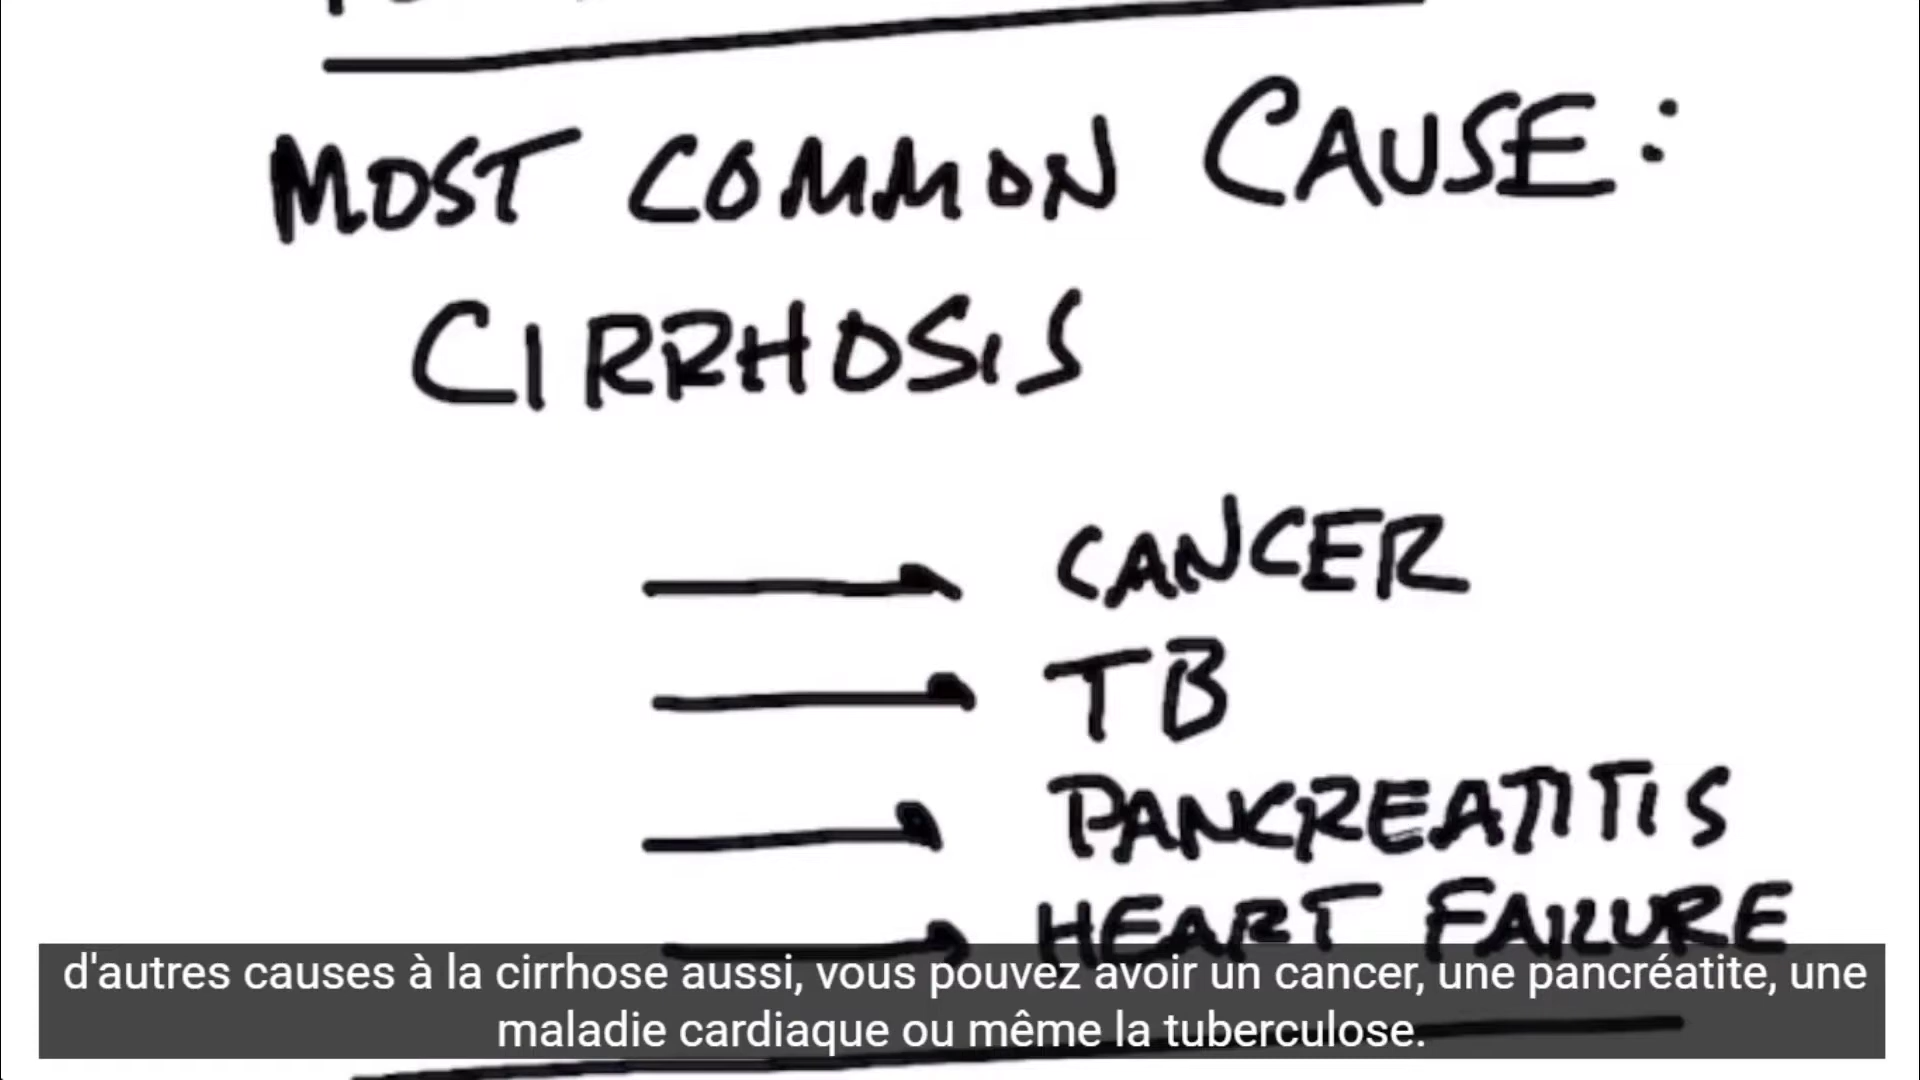 MOST COMMON CAUSE:
CIRRHOSIS
CANCER
TB
PANCREATITIS
HEART FAILURE
d'autres causes à la cirrhose aussi, vous pouvez avoir un cancer, une pancréatite, une
maladie cardiaque ou même la tuberculose.